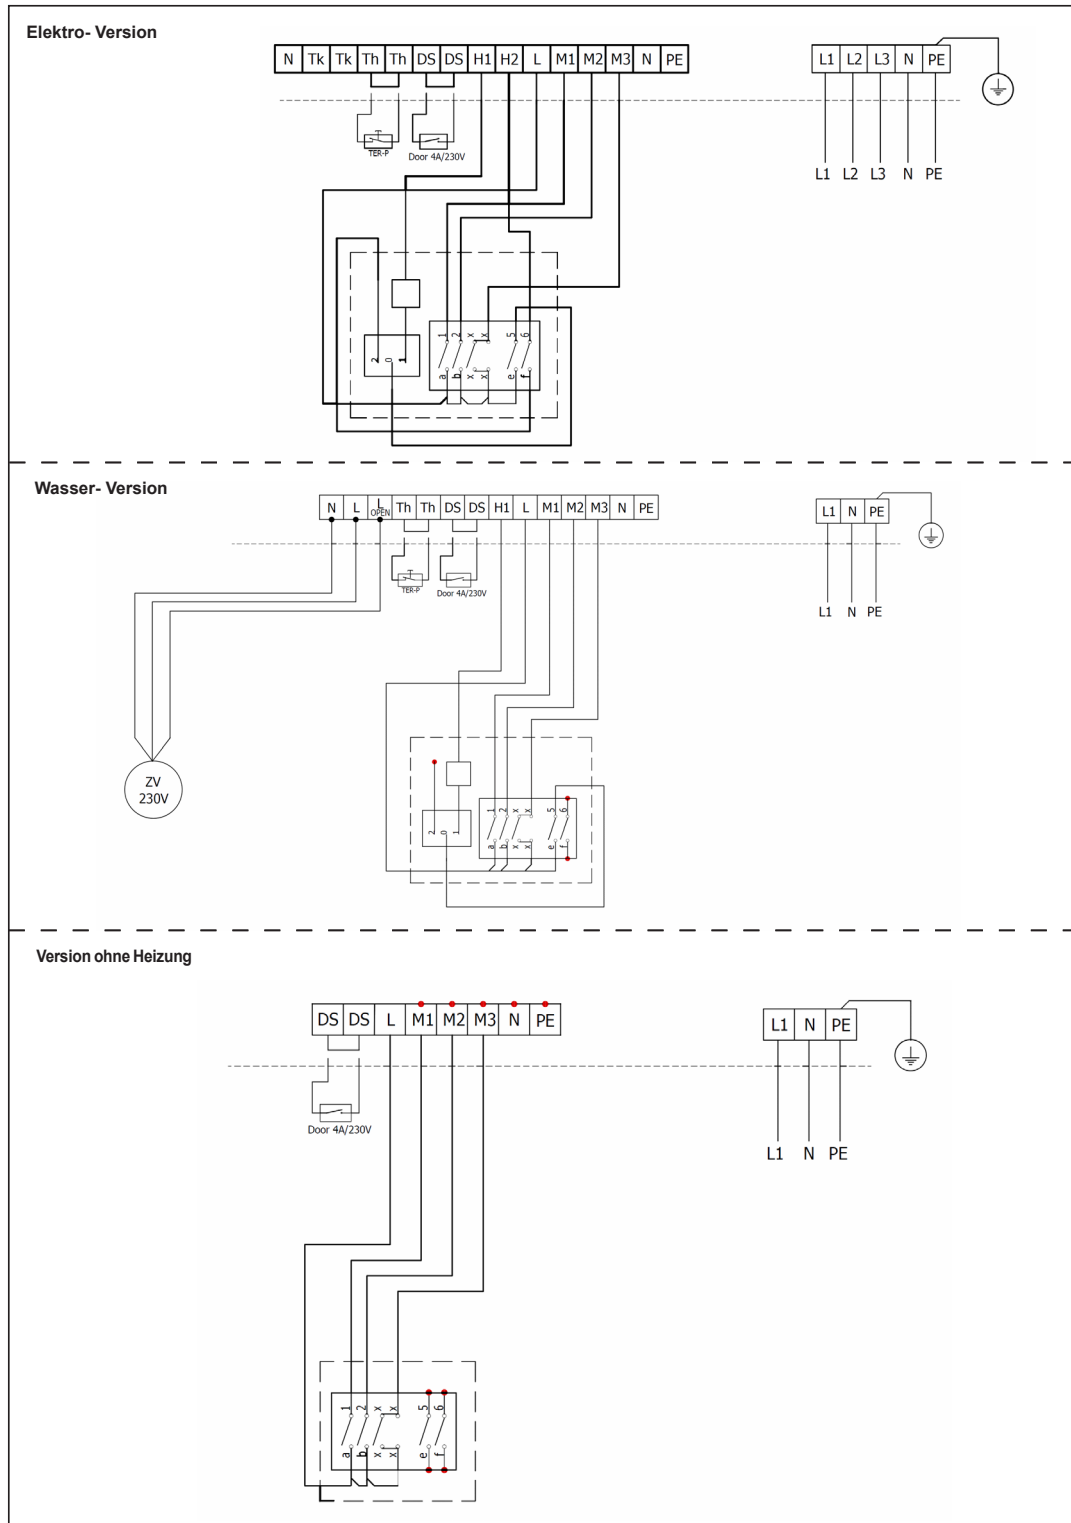 Elektro- Version
N Tk Tk Th Th DS DS H1 H2 L M1 M2 M3 N PE
L1 L2 L3 N PE
TER-P
Door 4A/230V
L1 L2 L3 N PE
1 2 x x 5 6
2 0 1
a b x x e f
Wasser- Version
N L L OPEN Th Th DS DS H1 L M1 M2 M3 N PE
L1 N PE
TER-P
Door 4A/230V
L1 N PE
ZV
230V
1 2 x x 5 6
2 0 1
a b x x e f
Version ohne Heizung
DS DS L M1 M2 M3 N PE
L1 N PE
Door 4A/230V
L1 N PE
1 2 x x 5 6
a b x x e f